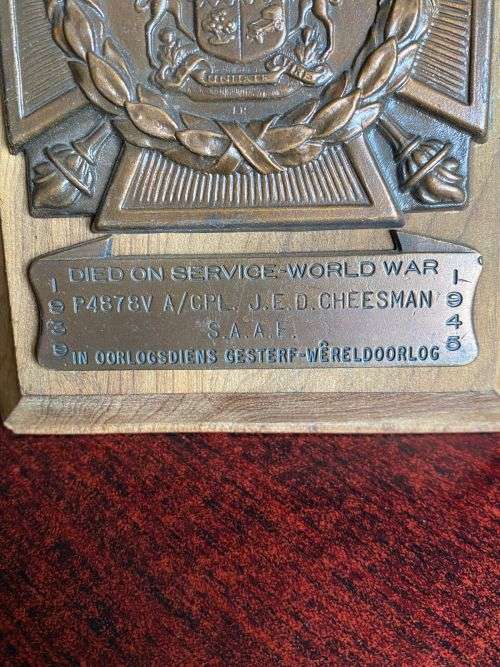 DIED ON SERVICE-WORLD WAR
1939
P4878V A/CPL. J.E.D. CHEESMAN
1945
S.A.A.F.
IN OORLOGSDIENS GESTERF-WÊRELDOORLOG